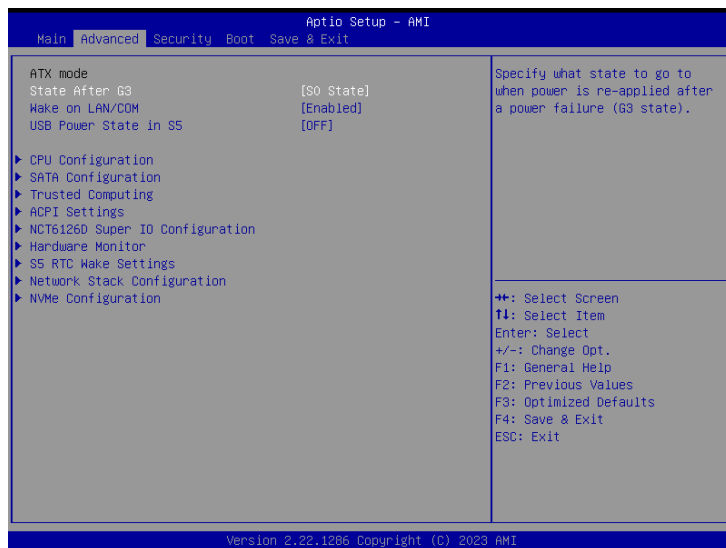 Aptio Setup - AMI
Main Advanced Security Boot Save & Exit
ATX mode
State After G3 [S0 State]
Wake on LAN/COM [Enabled]
USB Power State in S5 [OFF]
CPU Configuration
SATA Configuration
Trusted Computing
ACPI Settings
NCT6126D Super IO Configuration
Hardware Monitor
S5 RTC Wake Settings
Network Stack Configuration
NVMe Configuration
Specify what state to go to
when power is re-applied after
a power failure (G3 state).
→←: Select Screen
↑↓: Select Item
Enter: Select
+/-: Change Opt.
F1: General Help
F2: Previous Values
F3: Optimized Defaults
F4: Save & Exit
ESC: Exit
Version 2.22.1286 Copyright (C) 2023 AMI